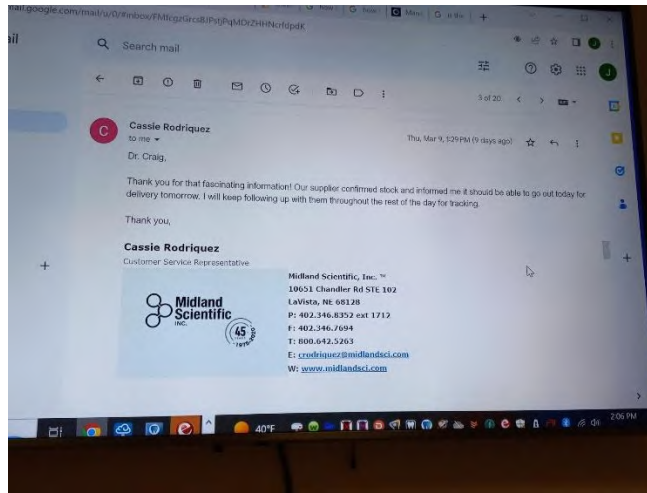 Search mail
3 of 20
Cassie Rodriquez
to me
Thu, Mar 9, 1:29 PM (9 days ago)
C
Dr. Craig,
Thank you for that fascinating information! Our supplier confirmed stock and informed me it should be able to go out today for
delivery tomorrow. I will keep following up with them throughout the rest of the day for tracking.
Thank you,
Cassie Rodriquez
Customer Service Representative
Midland
Scientific
INC.
45
Midland Scientific, Inc. ™
10651 Chandler Rd STE 102
LaVista, NE 68128
P: 402.346.8352 ext 1712
F: 402.346.7694
T: 800.642.5263
E: crodriquez@midlandsci.com
W: www.midlandsci.com
40°F
2:06 PM